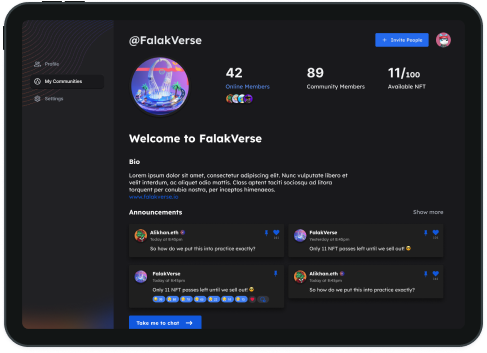 @FalakVerse
+ Invite People
Profile
My Communities
Settings
42
Online Members
89
Community Members
11/100
Available NFT
Welcome to FalakVerse
Bio
Lorem ipsum dolor sit amet, consectetur adipiscing elit. Nunc vulputate libero et
velit interdum, ac aliquet odio mattis. Class aptent taciti sociosqu ad litora
torquent per conubia nostra, per inceptos himenaeos.
www.falakverse.io
Announcements
Show more
Alikhan.eth
Today at 8:40pm
So how do we put this into practice exactly?
FalakVerse
Yesterday at 8:40pm
Only 11 NFT passes left until we sell out! 😍
FalakVerse
Today at 8:40pm
Only 11 NFT passes left until we sell out! 😍
Alikhan.eth
Today at 8:40pm
So how do we put this into practice exactly?
Take me to chat →